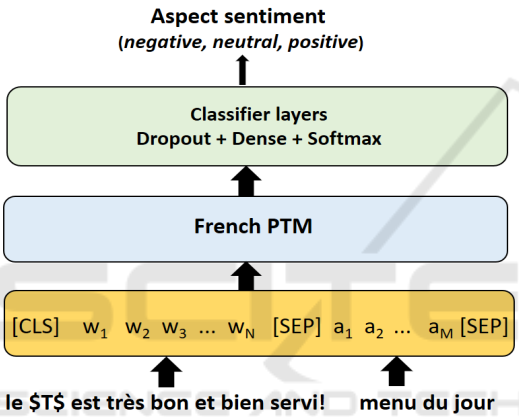 Aspect sentiment
(negative, neutral, positive)
Classifier layers
Dropout + Dense + Softmax
French PTM
[CLS] w1 w2 w3 ... wN [SEP] a1 a2 ... aM [SEP]
le $T$ est très bon et bien servi! menu du jour